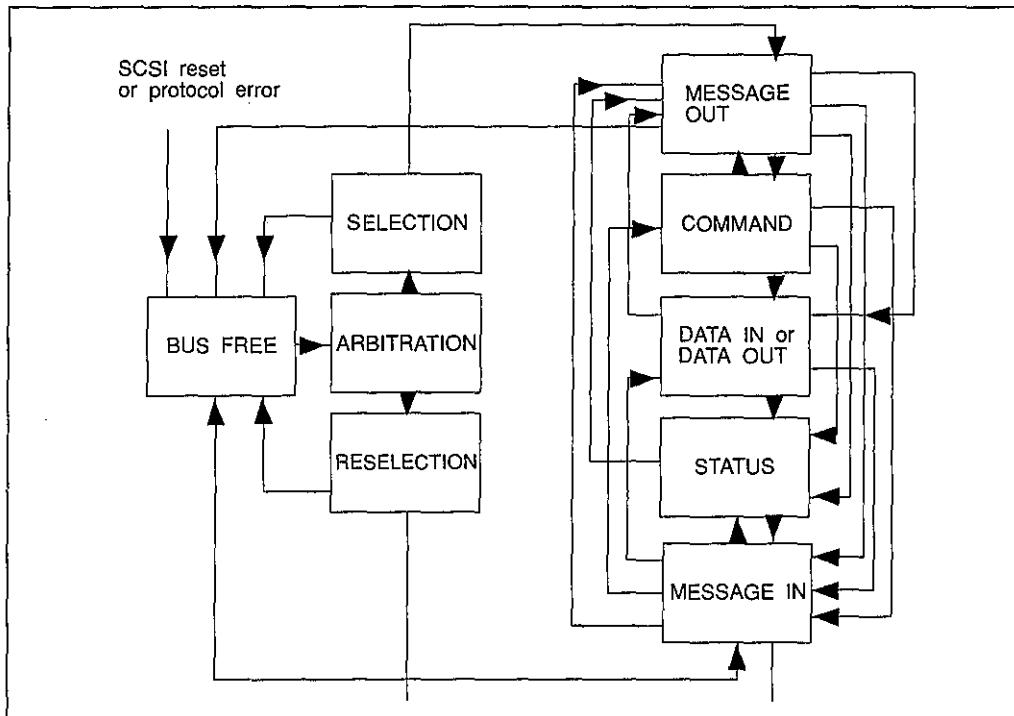 SCSI reset
or protocol error
MESSAGE
OUT
SELECTION
COMMAND
BUS FREE
ARBITRATION
DATA IN or
DATA OUT
RESELECTION
STATUS
MESSAGE IN